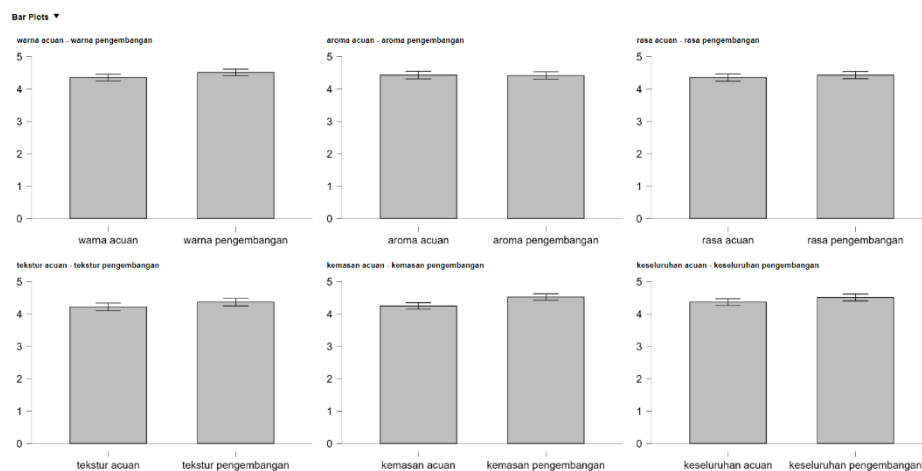 Bar Plots ▼
warna acuan - warna pengembangan
aroma acuan - aroma pengembangan
rasa acuan - rasa pengembangan
5
4
3
2
1
0
warna acuan
warna pengembangan
5
4
3
2
1
0
aroma acuan
aroma pengembangan
5
4
3
2
1
0
rasa acuan
rasa pengembangan
tekstur acuan - tekstur pengembangan
kemasan acuan - komasan pengembangan
keseluruhan acuan - keseluruhan pengembangan
5
4
3
2
1
0
tekstur acuan
tekstur pengembangan
5
4
3
2
1
0
kemasan acuan
kemasan pengembangan
5
4
3
2
1
0
keseluruhan acuan
keseluruhan pengembangan